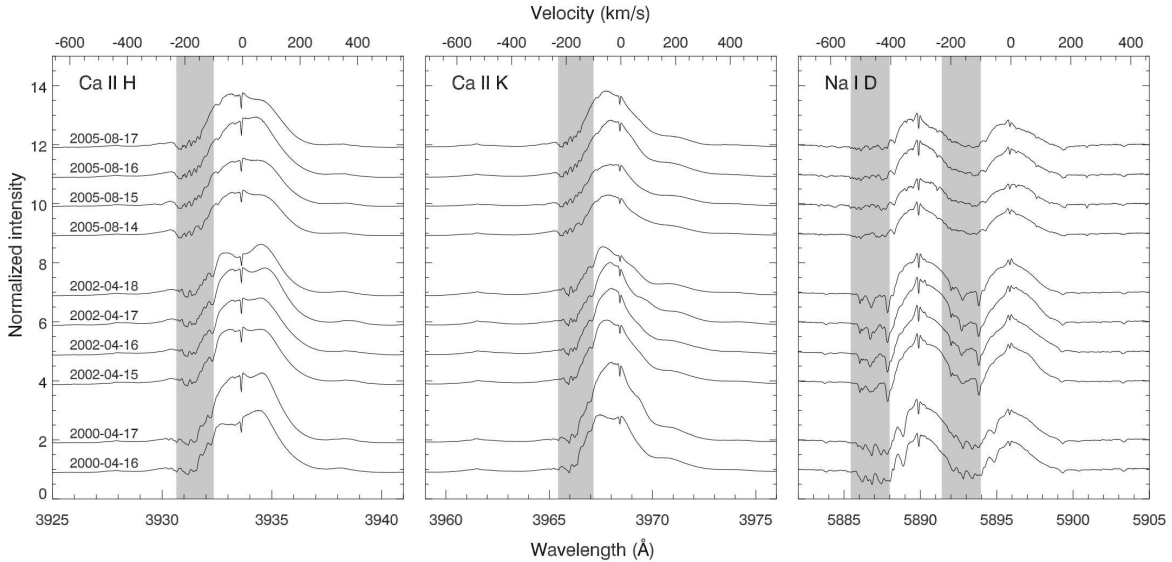 Velocity (km/s)
-600 -400 -200 0 200 400
-600 -400 -200 0 200 400
-600 -400 -200 0 200 400
Normalized intensity
14
12
10
8
6
4
2
0
Ca II H
2005-08-17
2005-08-16
2005-08-15
2005-08-14
2002-04-18
2002-04-17
2002-04-16
2002-04-15
2000-04-17
2000-04-16
Ca II K
Na I D
3925 3930 3935 3940
3960 3965 3970 3975
5885 5890 5895 5900 5905
Wavelength (Å)